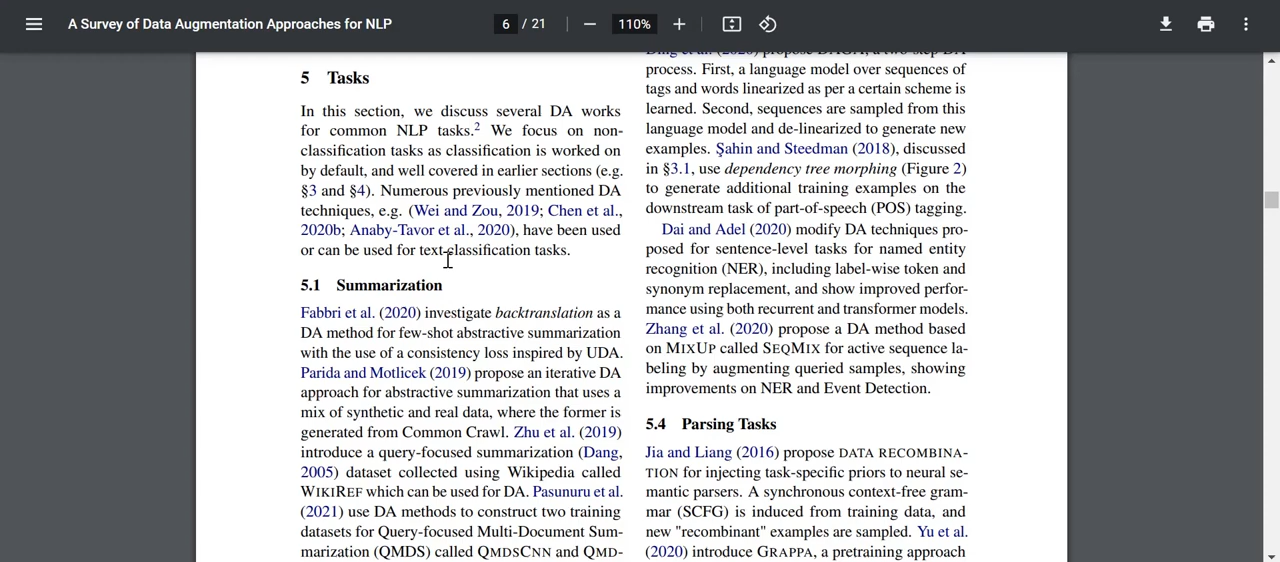 A Survey of Data Augmentation Approaches for NLP
6 / 21
110%
5 Tasks
In this section, we discuss several DA works
for common NLP tasks.2 We focus on non-
classification tasks as classification is worked on
by default, and well covered in earlier sections (e.g.
§3 and §4). Numerous previously mentioned DA
techniques, e.g. (Wei and Zou, 2019; Chen et al.,
2020b; Anaby-Tavor et al., 2020), have been used
or can be used for text-classification tasks.
5.1 Summarization
Fabbri et al. (2020) investigate backtranslation as a
DA method for few-shot abstractive summarization
with the use of a consistency loss inspired by UDA.
Parida and Motlicek (2019) propose an iterative DA
approach for abstractive summarization that uses a
mix of synthetic and real data, where the former is
generated from Common Crawl. Zhu et al. (2019)
introduce a query-focused summarization (Dang,
2005) dataset collected using Wikipedia called
WIKIREF which can be used for DA. Pasunuru et al.
(2021) use DA methods to construct two training
datasets for Query-focused Multi-Document Sum-
marization (QMDS) called QMDSCNN and QMD-
Ding et al. (2020) propose DAGA, a two-step DA
process. First, a language model over sequences of
tags and words linearized as per a certain scheme is
learned. Second, sequences are sampled from this
language model and de-linearized to generate new
examples. Şahin and Steedman (2018), discussed
in §3.1, use dependency tree morphing (Figure 2)
to generate additional training examples on the
downstream task of part-of-speech (POS) tagging.
Dai and Adel (2020) modify DA techniques pro-
posed for sentence-level tasks for named entity
recognition (NER), including label-wise token and
synonym replacement, and show improved perfor-
mance using both recurrent and transformer models.
Zhang et al. (2020) propose a DA method based
on MIXUP called SEQMIX for active sequence la-
beling by augmenting queried samples, showing
improvements on NER and Event Detection.
5.4 Parsing Tasks
Jia and Liang (2016) propose DATA RECOMBINA-
TION for injecting task-specific priors to neural se-
mantic parsers. A synchronous context-free gram-
mar (SCFG) is induced from training data, and
new "recombinant" examples are sampled. Yu et al.
(2020) introduce GRAPPA, a pretraining approach